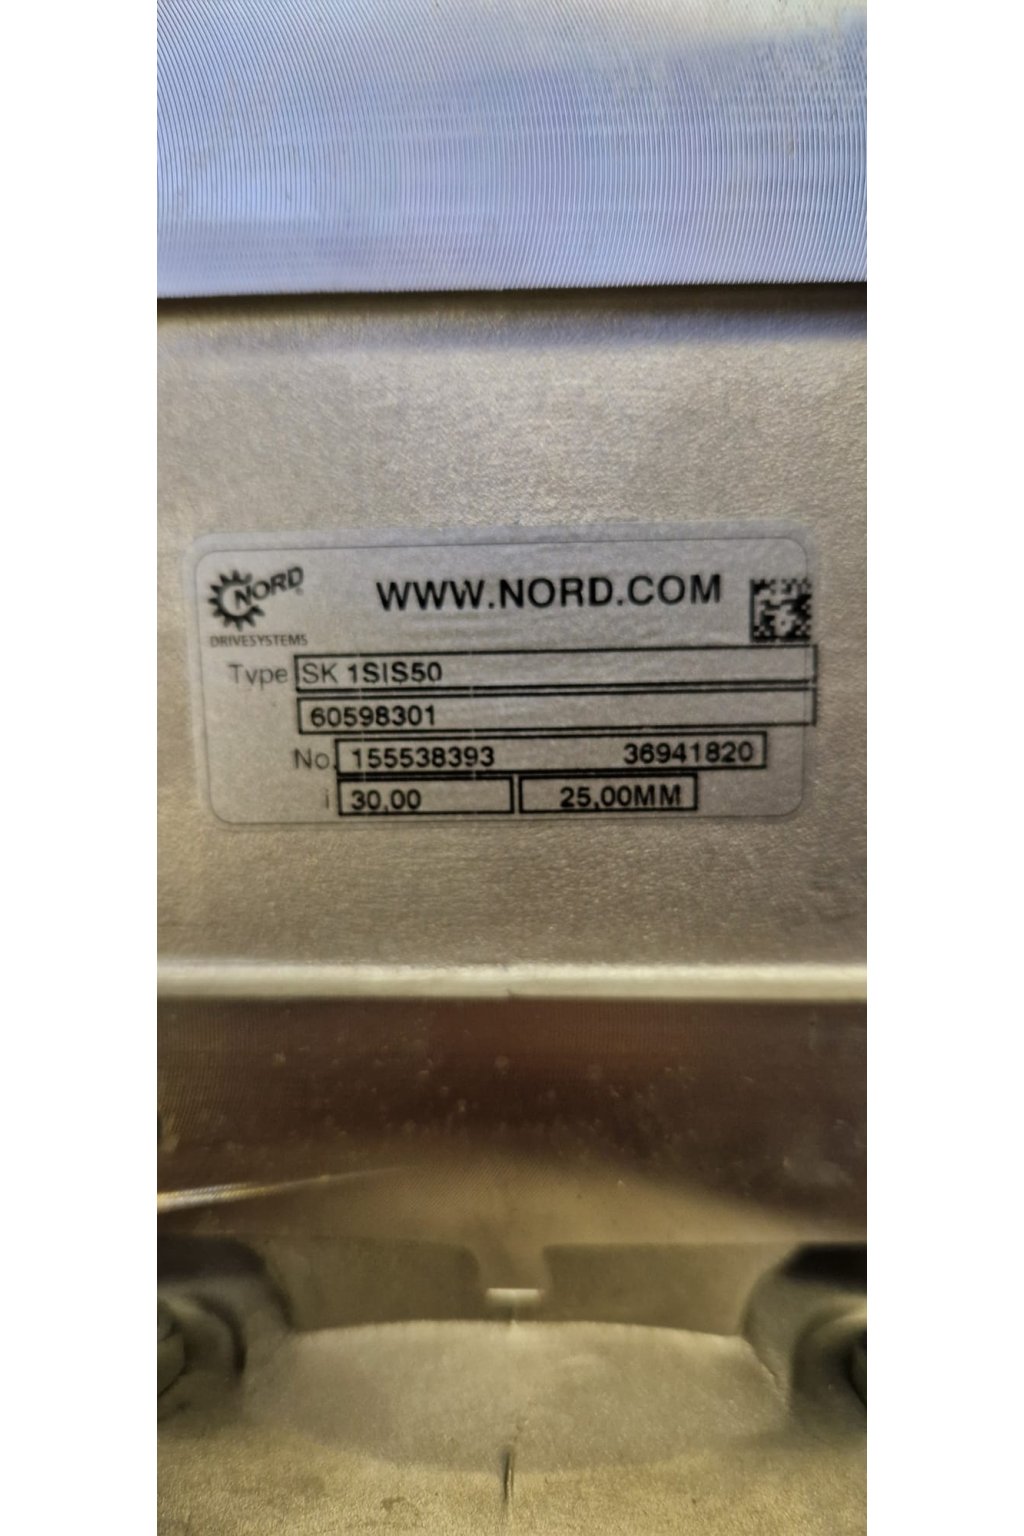 NORD
DRIVESYSTEMS
WWW.NORD.COM
Type SK 1SIS50
60598301
No. 155538393 36941820
i 30,00 25,00MM